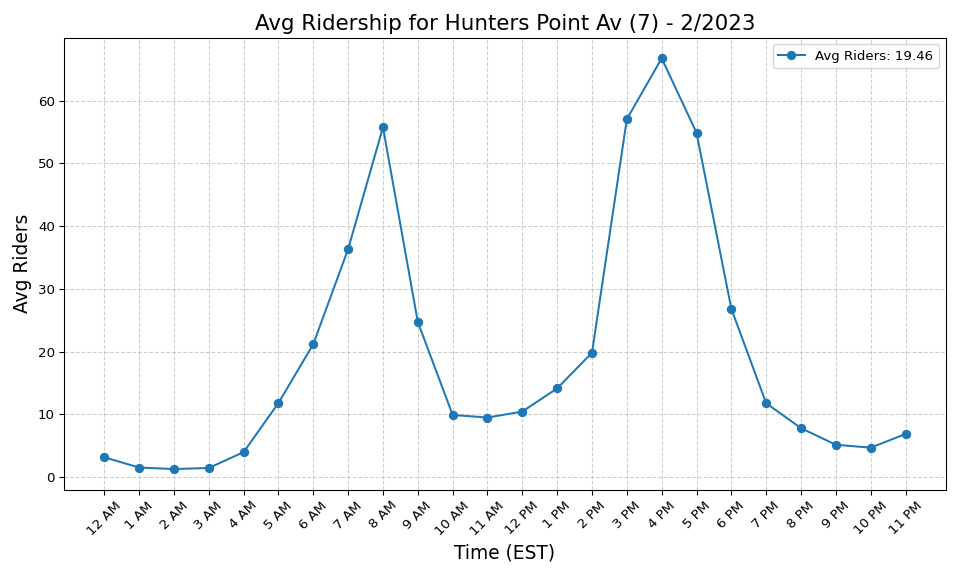 Avg Ridership for Hunters Point Av (7) - 2/2023
Avg Riders: 19.46
Avg Riders
60
50
40
30
20
10
0
12 AM
1 AM
2 AM
3 AM
4 AM
5 AM
6 AM
7 AM
8 AM
9 AM
10 AM
11 AM
12 PM
1 PM
2 PM
3 PM
4 PM
5 PM
6 PM
7 PM
8 PM
9 PM
10 PM
11 PM
Time (EST)